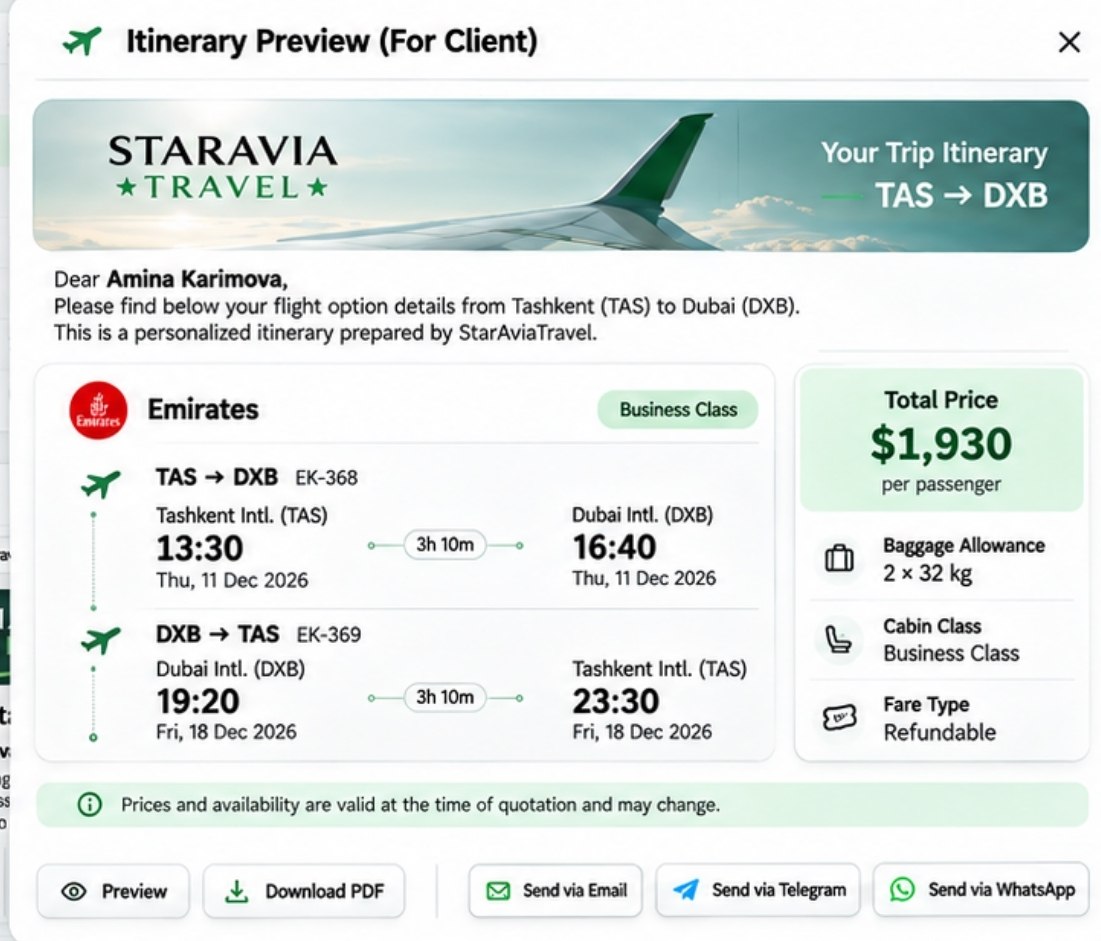 Itinerary Preview (For Client)
STARAVIA
★TRAVEL★
Your Trip Itinerary
TAS → DXB
Dear Amina Karimova,
Please find below your flight option details from Tashkent (TAS) to Dubai (DXB).
This is a personalized itinerary prepared by StarAviaTravel.
Emirates
Emirates
Business Class
TAS → DXB EK-368
Tashkent Intl. (TAS)
13:30
Thu, 11 Dec 2026
3h 10m
Dubai Intl. (DXB)
16:40
Thu, 11 Dec 2026
DXB → TAS EK-369
Dubai Intl. (DXB)
19:20
Fri, 18 Dec 2026
3h 10m
Tashkent Intl. (TAS)
23:30
Fri, 18 Dec 2026
Total Price
$1,930
per passenger
Baggage Allowance
2 × 32 kg
Cabin Class
Business Class
Fare Type
Refundable
Prices and availability are valid at the time of quotation and may change.
Preview
Download PDF
Send via Email
Send via Telegram
Send via WhatsApp